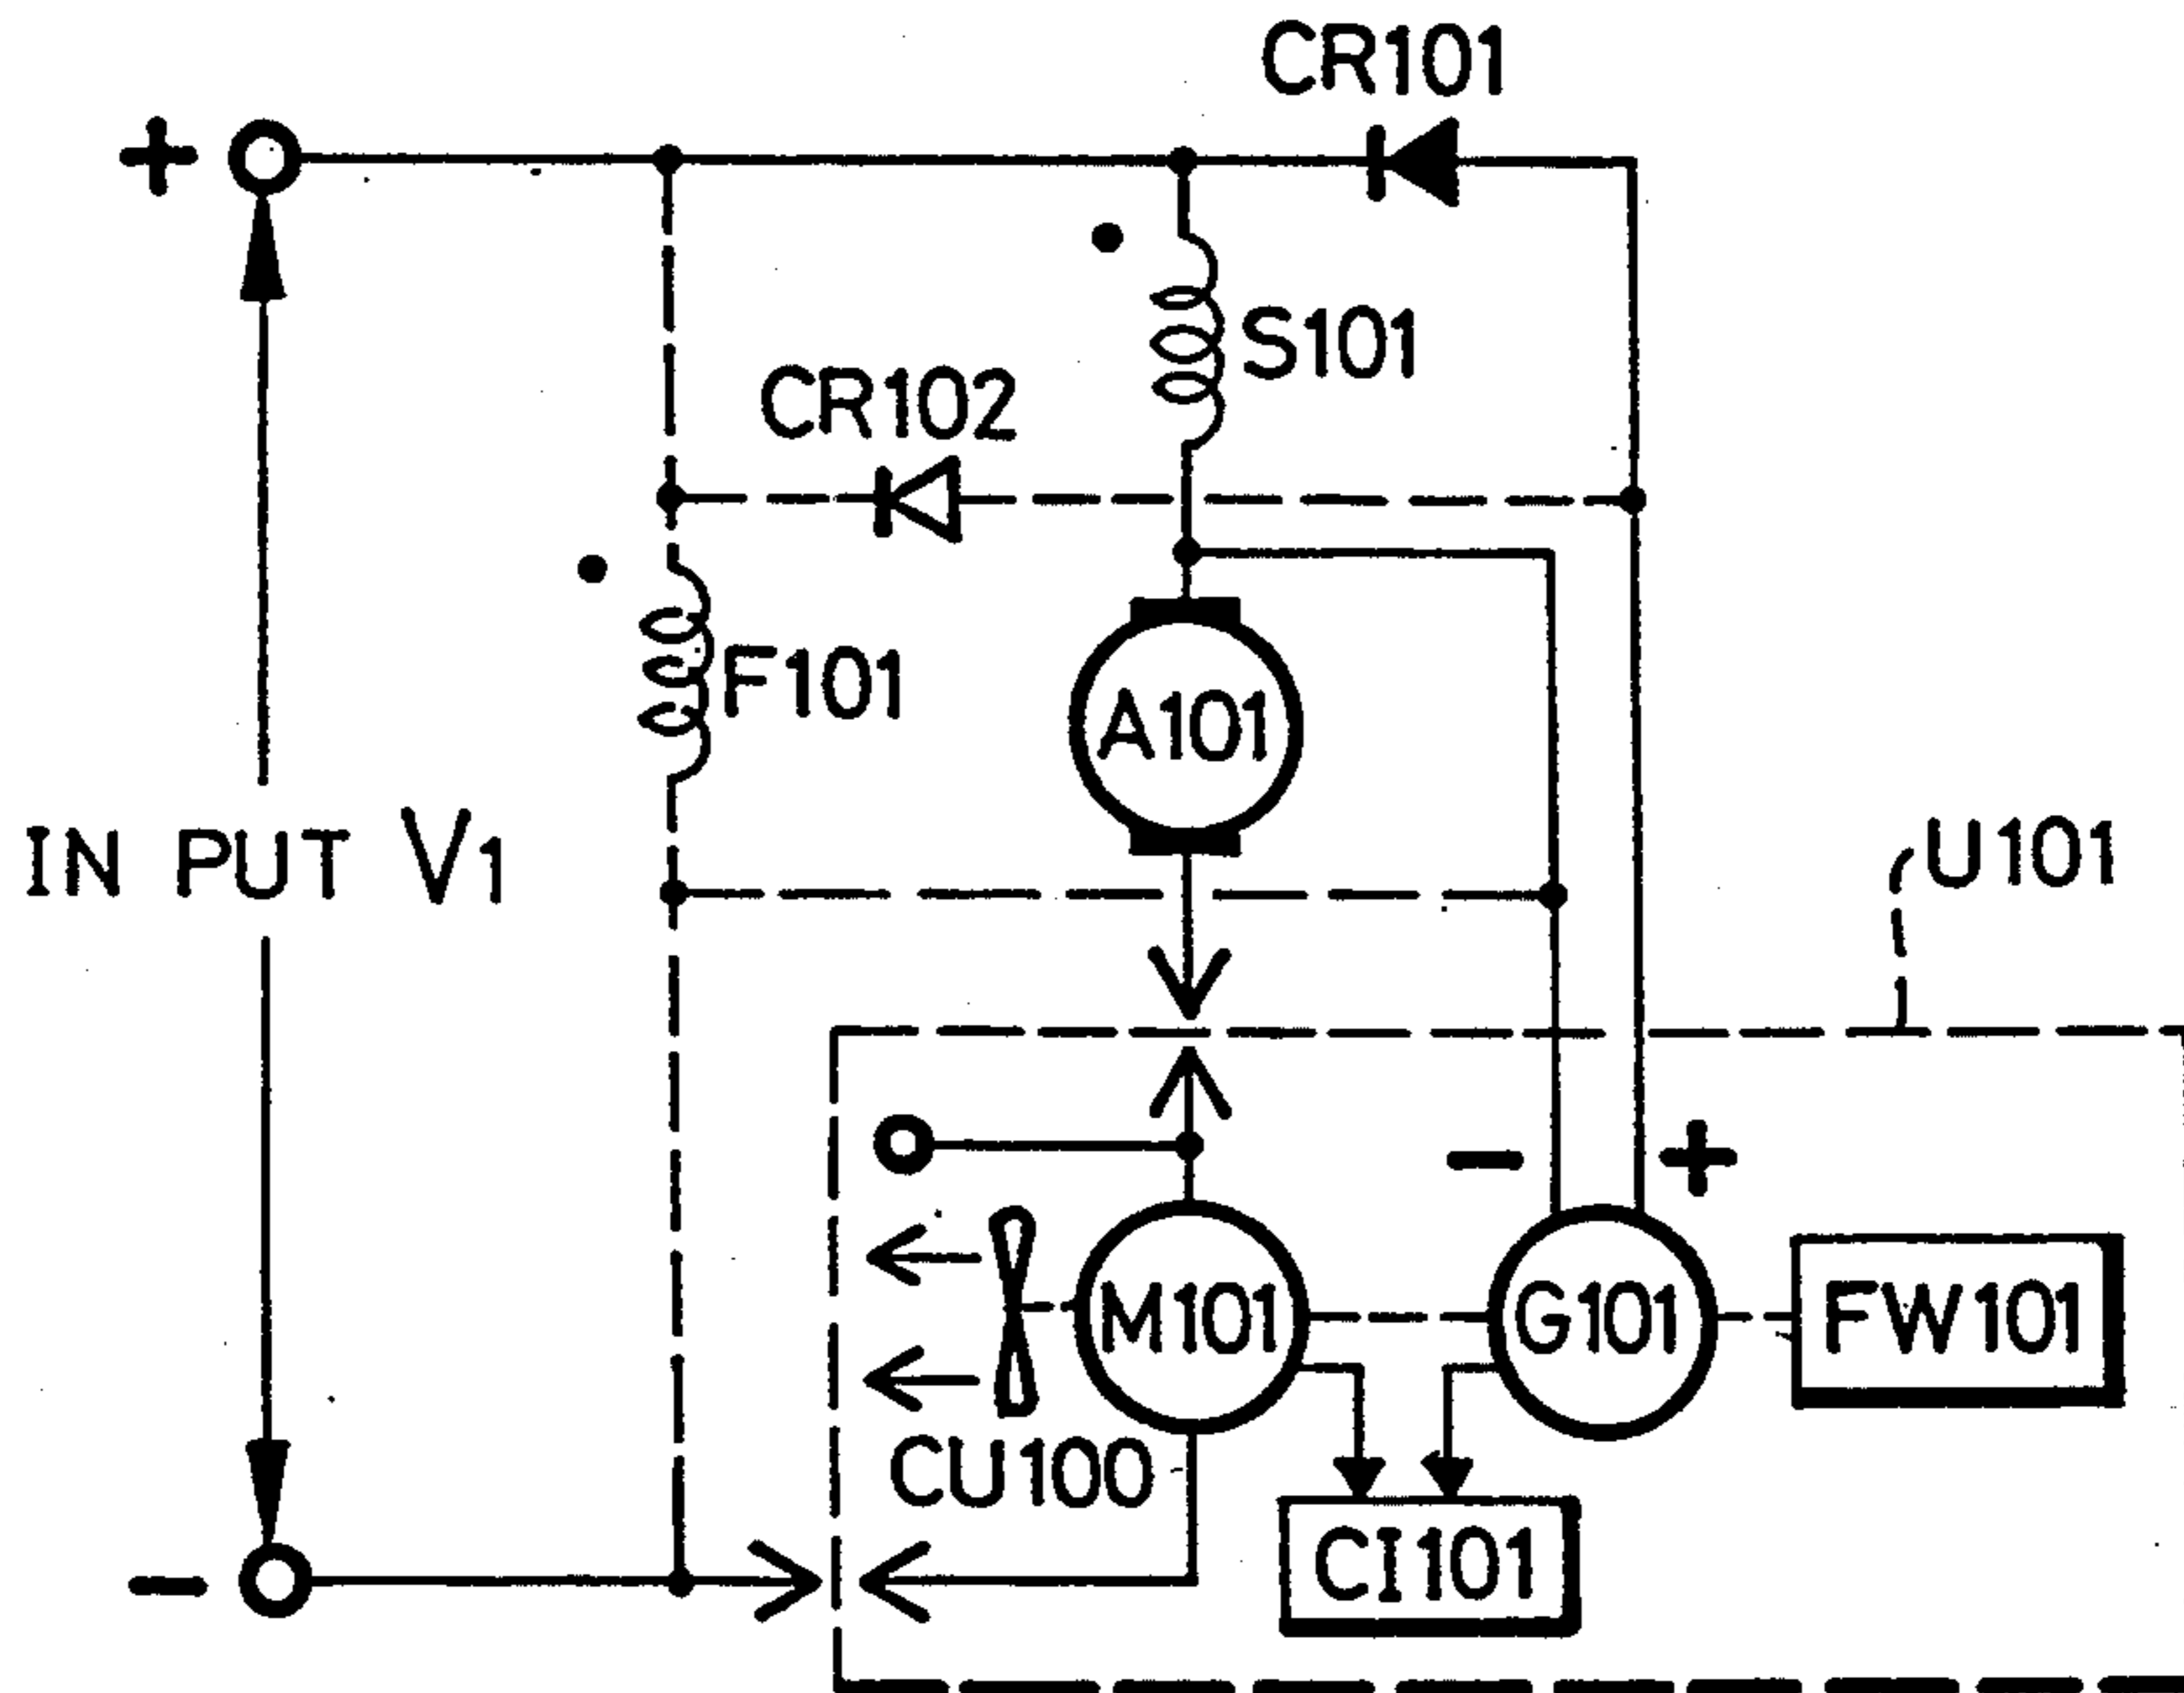 CR101
+
S101
CR102
F101
A101
IN PUT V1
U101
- +
M101
G101
FW101
CU100
CI101
-